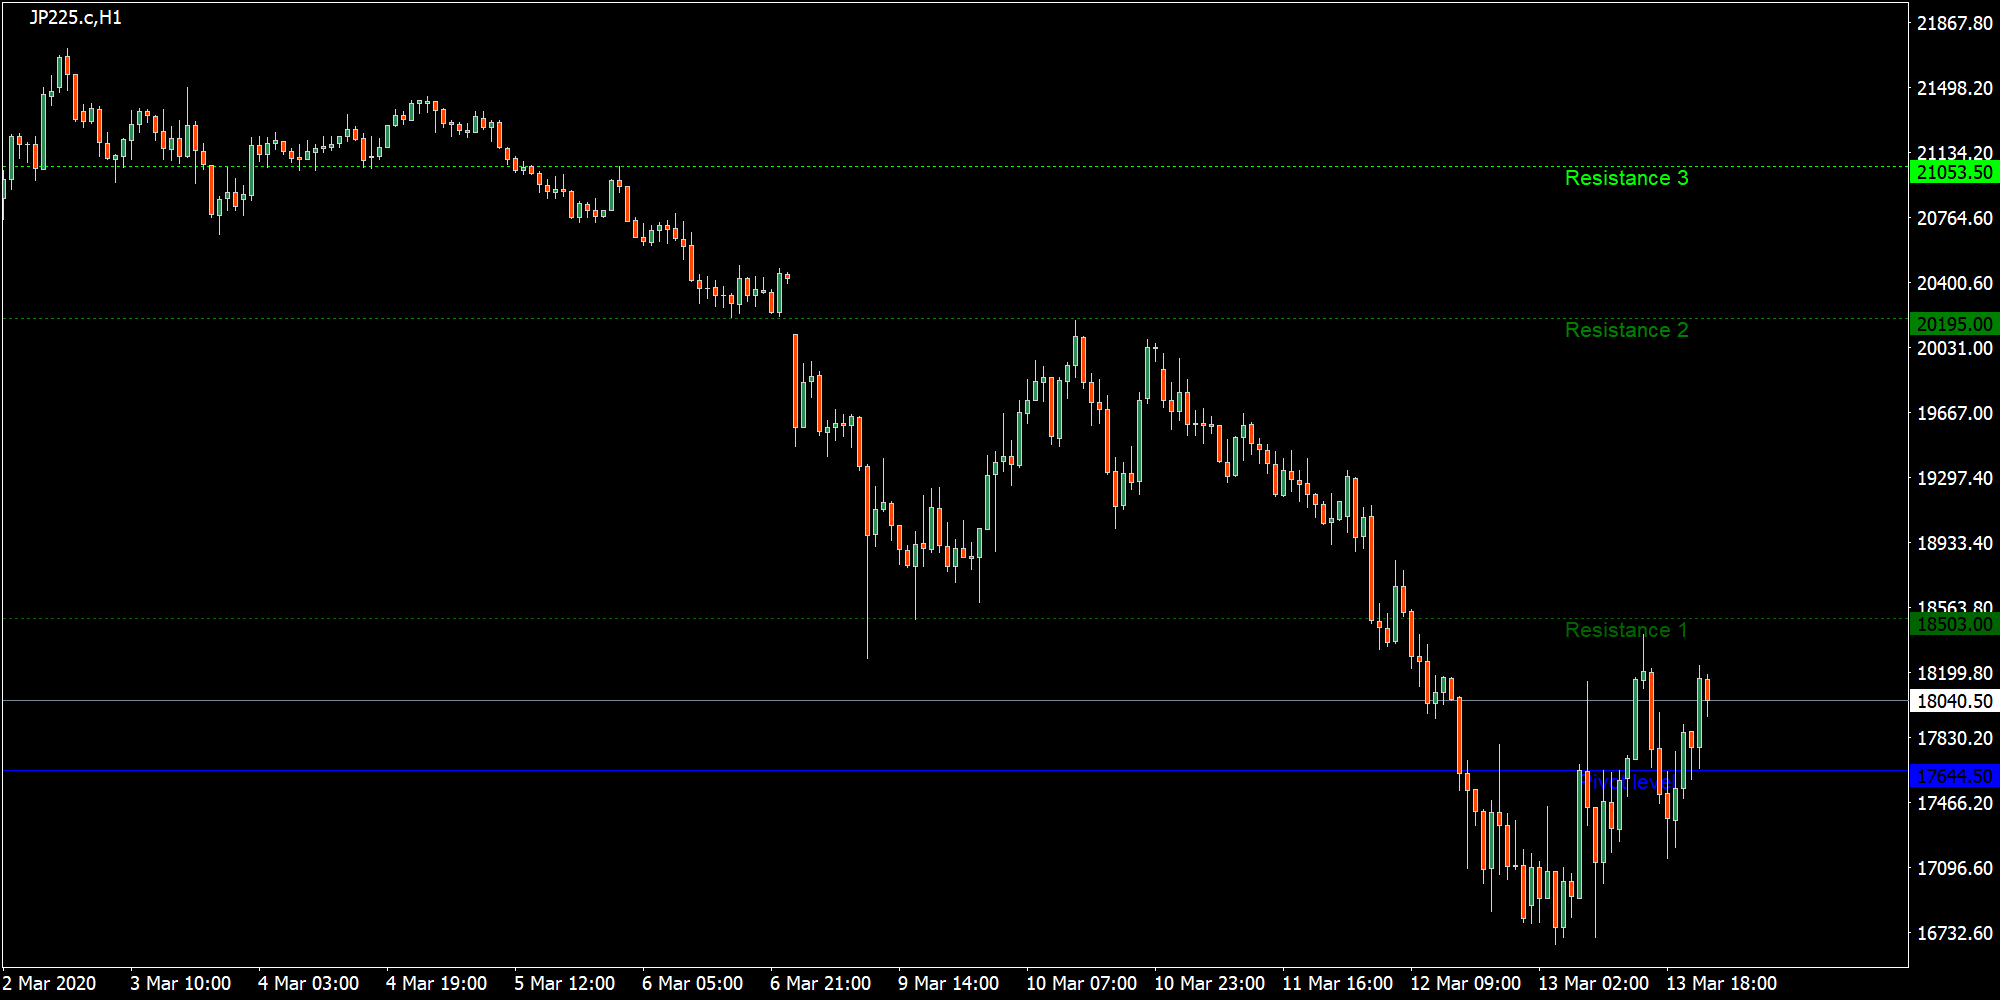 JP225.c,H1
21867.80
21498.20
21134.20
21053.50
Resistance 3
20764.60
20400.60
20195.00
Resistance 2
20031.00
19667.00
19297.40
18933.40
18563.80
18503.00
Resistance 1
18199.80
18040.50
17830.20
17644.50
Pivot level
17466.20
17096.60
16732.60
2 Mar 2020
3 Mar 10:00
4 Mar 03:00
4 Mar 19:00
5 Mar 12:00
6 Mar 05:00
6 Mar 21:00
9 Mar 14:00
10 Mar 07:00
10 Mar 23:00
11 Mar 16:00
12 Mar 09:00
13 Mar 02:00
13 Mar 18:00